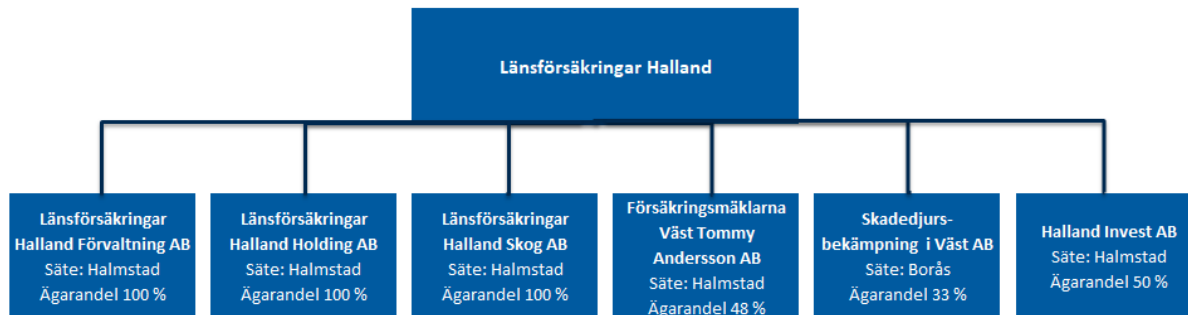 Länsförsäkringar Halland
Länsförsäkringar
Halland Förvaltning AB
Säte: Halmstad
Ägarandel 100 %
Länsförsäkringar
Halland Holding AB
Säte: Halmstad
Ägarandel 100 %
Länsförsäkringar
Halland Skog AB
Säte: Halmstad
Ägarandel 100 %
Försäkringsmäklarna
Väst Tommy
Andersson AB
Säte: Halmstad
Ägarandel 48 %
Skadedjurs-
bekämpning i Väst AB
Säte: Borås
Ägarandel 33 %
Halland Invest AB
Säte: Halmstad
Ägarandel 50 %